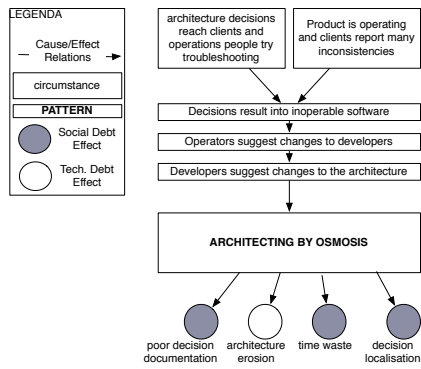 LEGENDA
Cause/Effect
Relations
circumstance
PATTERN
Social Debt
Effect
Tech. Debt
Effect
architecture decisions
reach clients and
operations people try
troubleshooting
Product is operating
and clients report many
inconsistencies
Decisions result into inoperable software
Operators suggest changes to developers
Developers suggest changes to the architecture
ARCHITECTING BY OSMOSIS
poor decision
documentation
architecture
erosion
time waste
decision
localisation